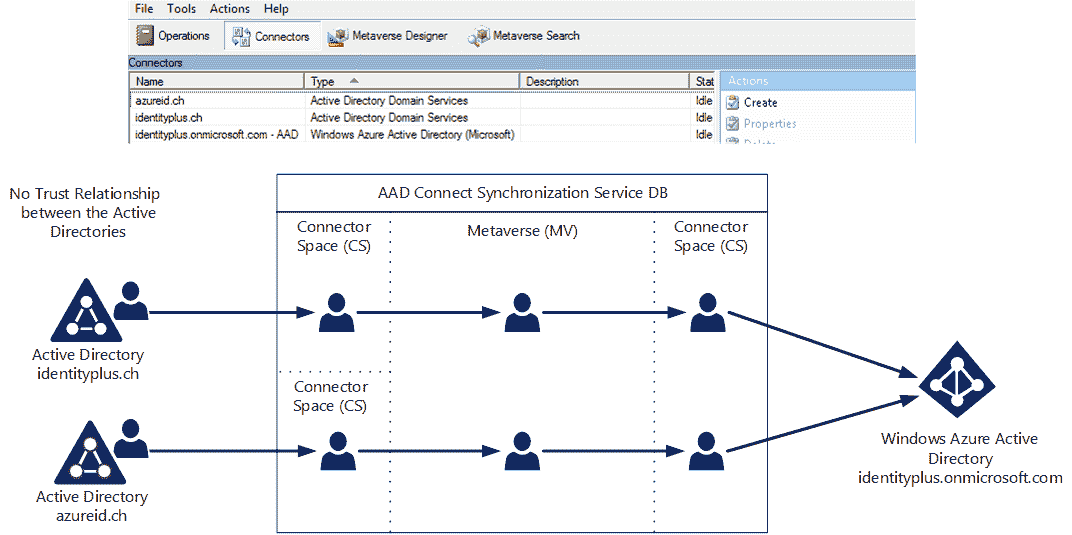 File Tools Actions Help
Operations Connectors Metaverse Designer Metaverse Search
Connectors
Name Type Description Stat Actions
azureid.ch Active Directory Domain Services Idle Create
identityplus.ch Active Directory Domain Services Idle Properties
identityplus.onmicrosoft.com - AAD Windows Azure Active Directory (Microsoft) Idle
No Trust Relationship
between the Active
Directories
AAD Connect Synchronization Service DB
Connector
Space (CS)
Metaverse (MV)
Connector
Space (CS)
Active Directory
identityplus.ch
Connector
Space (CS)
Active Directory
azureid.ch
Windows Azure Active
Directory
identityplus.onmicrosoft.com